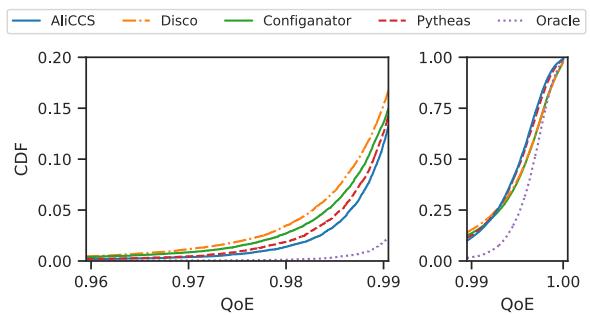 AliCCS Disco Configanator Pytheas Oracle
0.20
0.15
0.10
0.05
0.00
CDF
0.96 0.97 0.98 0.99
QoE
1.00
0.75
0.50
0.25
0.00
0.99 1.00
QoE